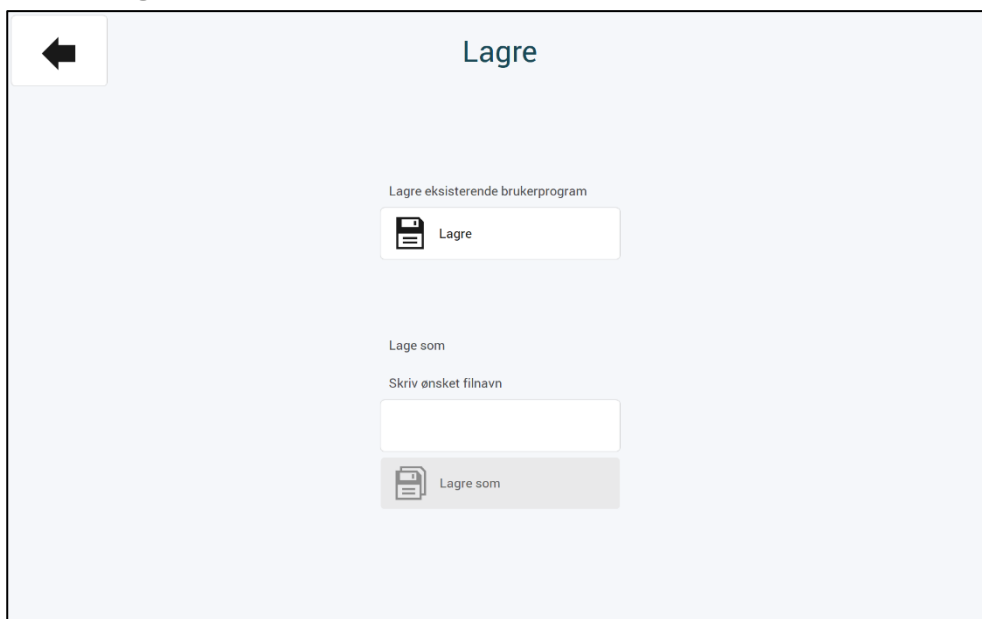 Lagre
Lagre eksisterende brukerprogram
Lagre
Lage som
Skriv ønsket filnavn
Lagre som